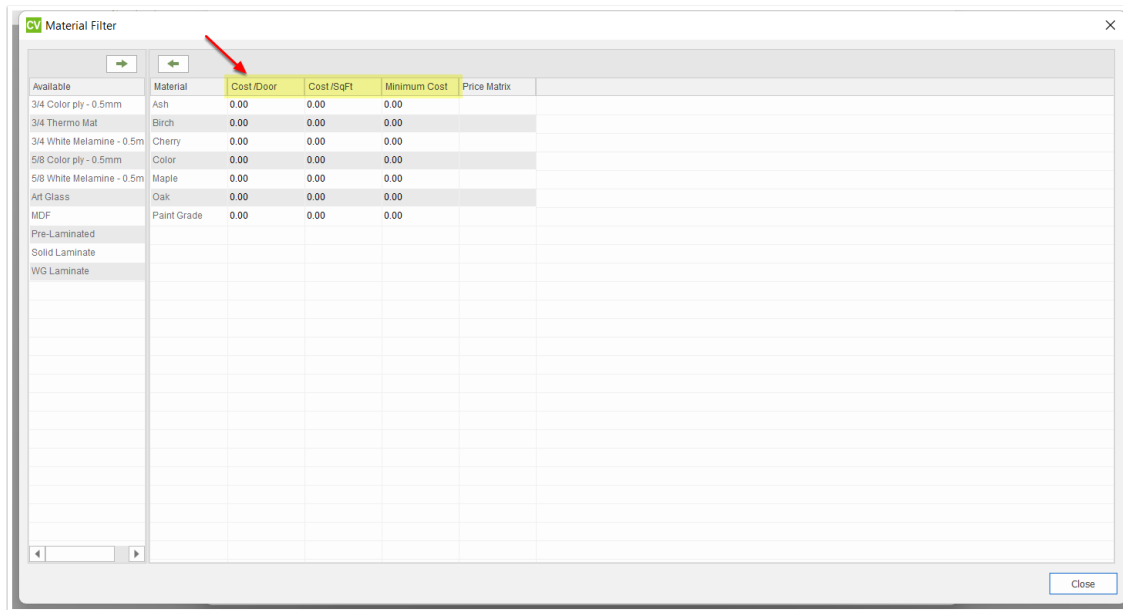 CV Material Filter
Available Material Cost /Door Cost /SqFt Minimum Cost Price Matrix
3/4 Color ply - 0.5mm Ash 0.00 0.00 0.00
3/4 Thermo Mat Birch 0.00 0.00 0.00
3/4 White Melamine - 0.5m Cherry 0.00 0.00 0.00
5/8 Color ply - 0.5mm Color 0.00 0.00 0.00
5/8 White Melamine - 0.5m Maple 0.00 0.00 0.00
Art Glass Oak 0.00 0.00 0.00
MDF Paint Grade 0.00 0.00 0.00
Pre-Laminated
Solid Laminate
WG Laminate
Close